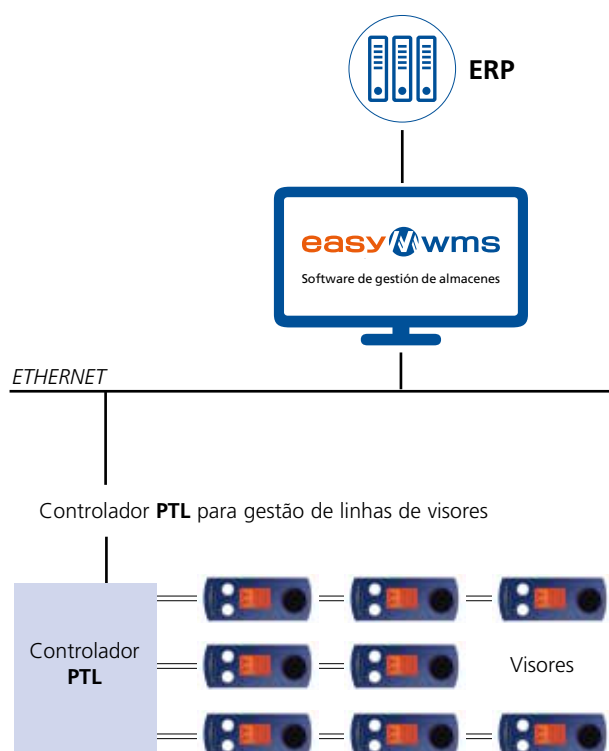 ERP
easy wms
Software de gestión de almacenes
ETHERNET
Controlador PTL para gestão de linhas de visores
Controlador
PTL
Visores